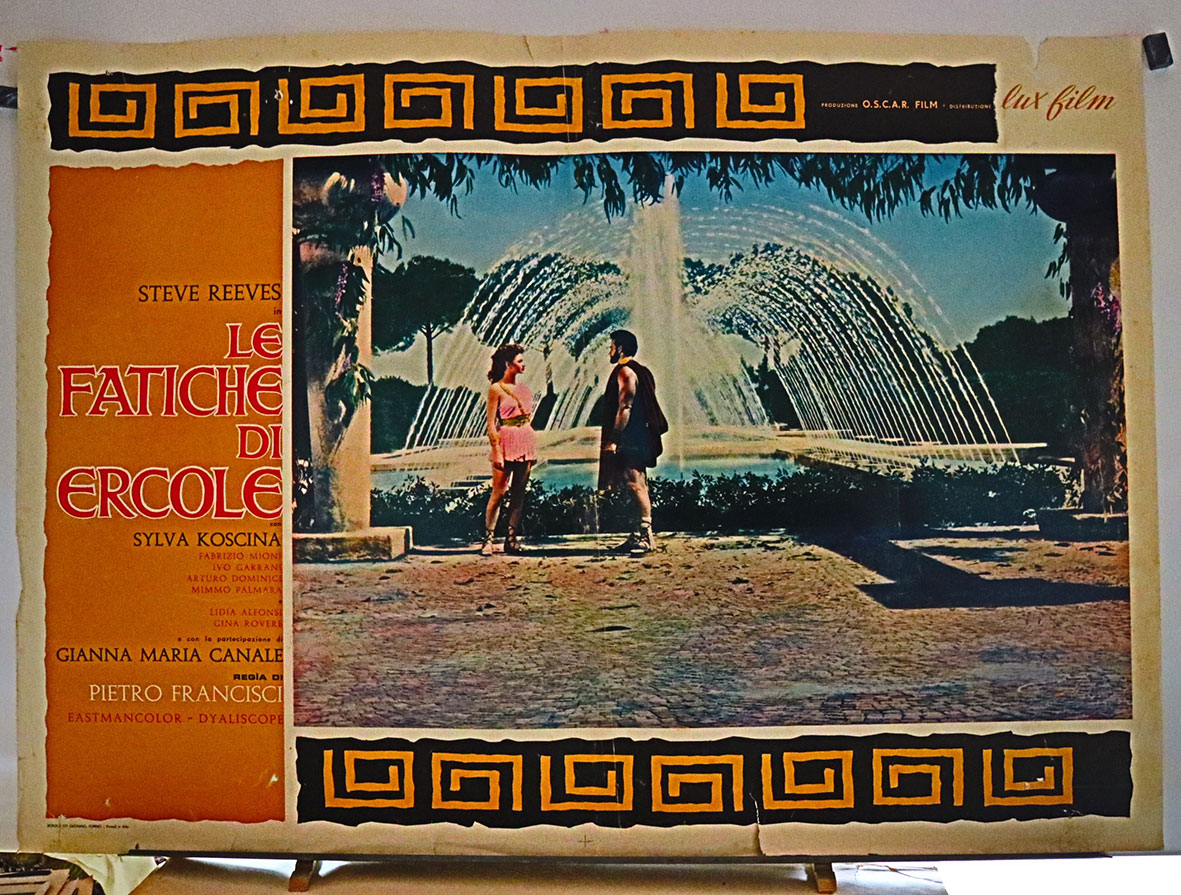 PRODUZIONE O.S.C.A.R. FILM - DISTRIBUZIONE lux film
STEVE REEVES
in
LE
FATICHE
DI
ERCOLE
con
SYLVA KOSCINA
FABRIZIO MIONI
IVO GARRANI
ARTURO DOMINICI
MIMMO PALMARA
e
LIDIA ALFONSI
GINA ROVERE
e con la partecipazione di
GIANNA MARIA CANALE
REGÌA DI
PIETRO FRANCISCI
EASTMANCOLOR - DYALISCOPE